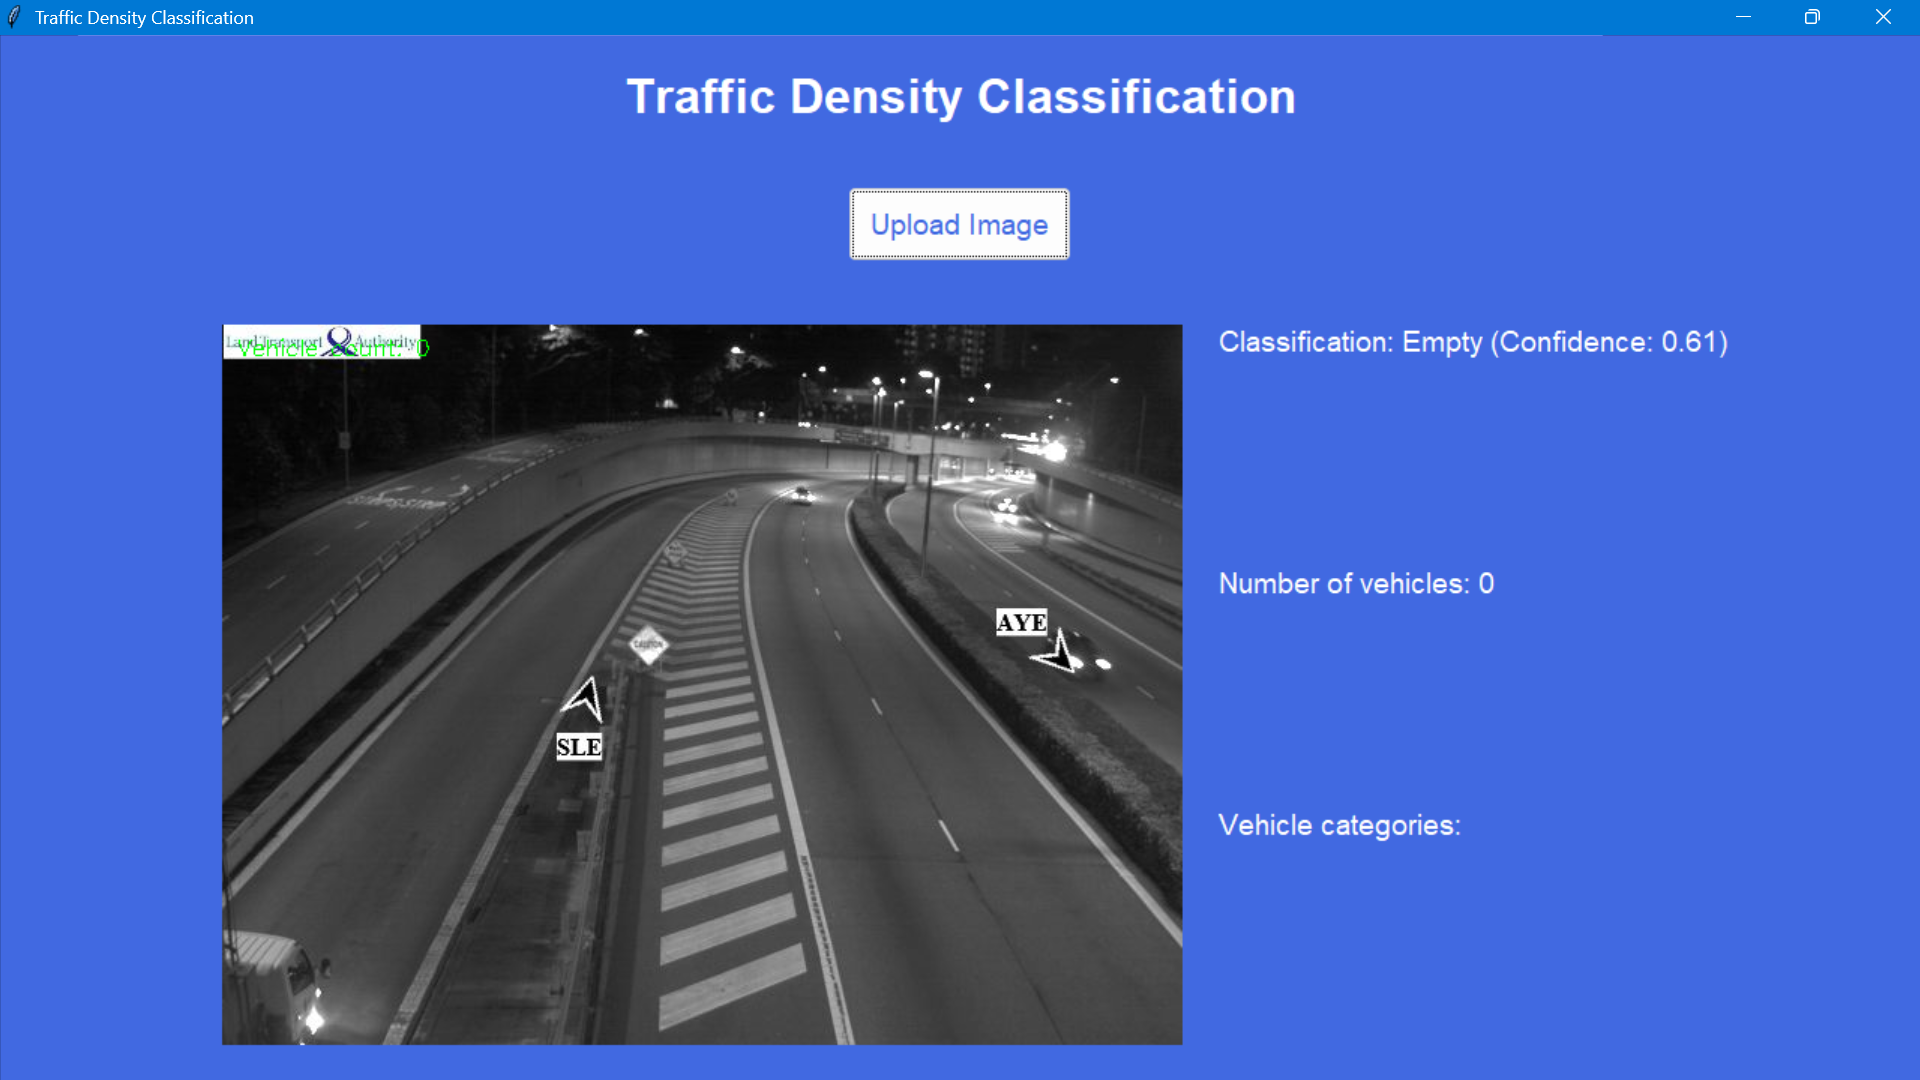 Traffic Density Classification
Traffic Density Classification
Upload Image
Land Transport Authority
Vehicle count: 0
Classification: Empty (Confidence: 0.61)
Number of vehicles: 0
AYE
CAUTION
SLE
Vehicle categories: